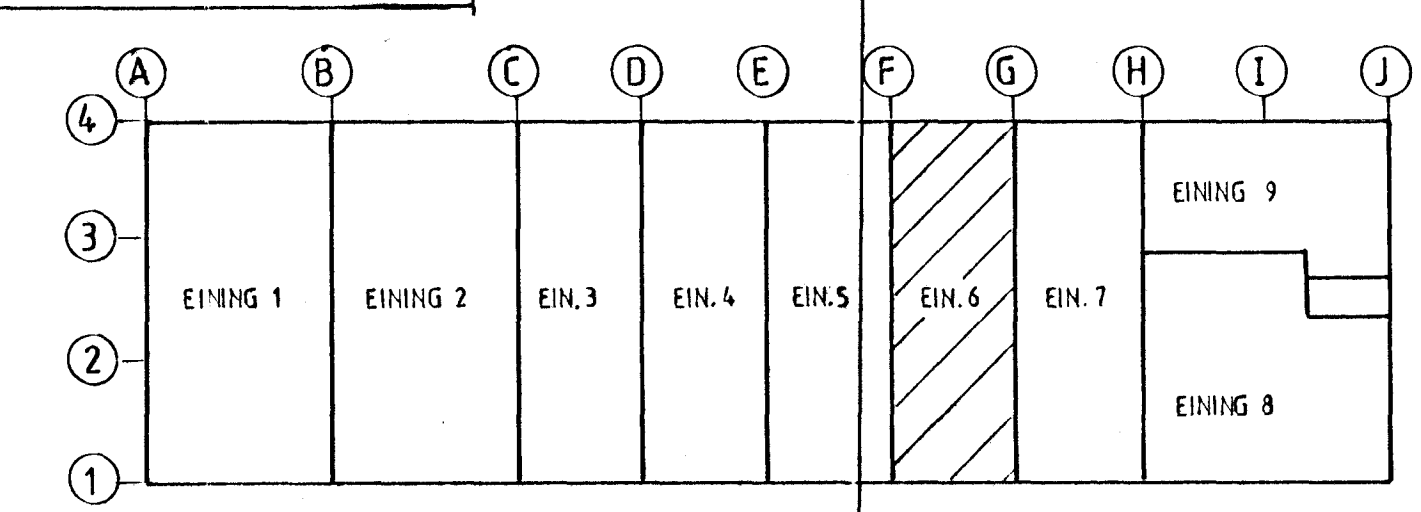 A B C D E F G H I J
4
3
2
1
EINING 9
EINING 1 EINING 2 EIN. 3 EIN. 4 EIN. 5 EIN. 6 EIN. 7
EINING 8